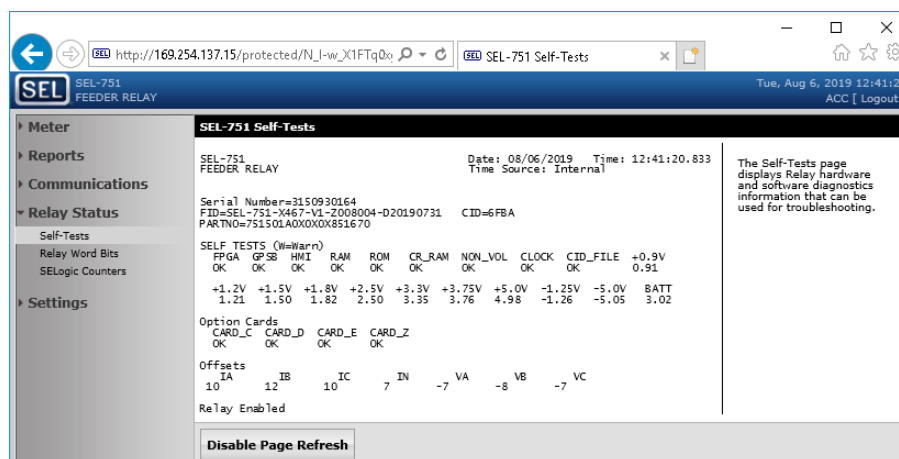 http://169.254.137.15/protected/N_I-w_X1FTq0x
SEL SEL-751 Self-Tests
SEL
SEL-751
FEEDER RELAY
Tue, Aug 6, 2019 12:41:2
ACC [ Logout
Meter
Reports
Communications
Relay Status
Self-Tests
Relay Word Bits
SELogic Counters
Settings
SEL-751 Self-Tests
SEL-751 Date: 08/06/2019 Time: 12:41:20.833
FEEDER RELAY Time Source: Internal
Serial Number=3150930164
FID=SEL-751-X467-V1-Z008004-D20190731 CID=6FBA
PARTNO=751501A0X0X0X851670
SELF TESTS (W=Warn)
FPGA GPSB HMI RAM ROM CR_RAM NON_VOL CLOCK CID_FILE +0.9V
OK OK OK OK OK OK OK OK OK 0.91
+1.2V +1.5V +1.8V +2.5V +3.3V +3.75V +5.0V -1.25V -5.0V BATT
1.21 1.50 1.82 2.50 3.35 3.76 4.98 -1.26 -5.05 3.02
Option Cards
CARD_C CARD_D CARD_E CARD_Z
OK OK OK OK
Offsets
IA IB IC IN VA VB VC
10 12 10 7 -7 -8 -7
Relay Enabled
The Self-Tests page
displays Relay hardware
and software diagnostics
information that can be
used for troubleshooting.
Disable Page Refresh